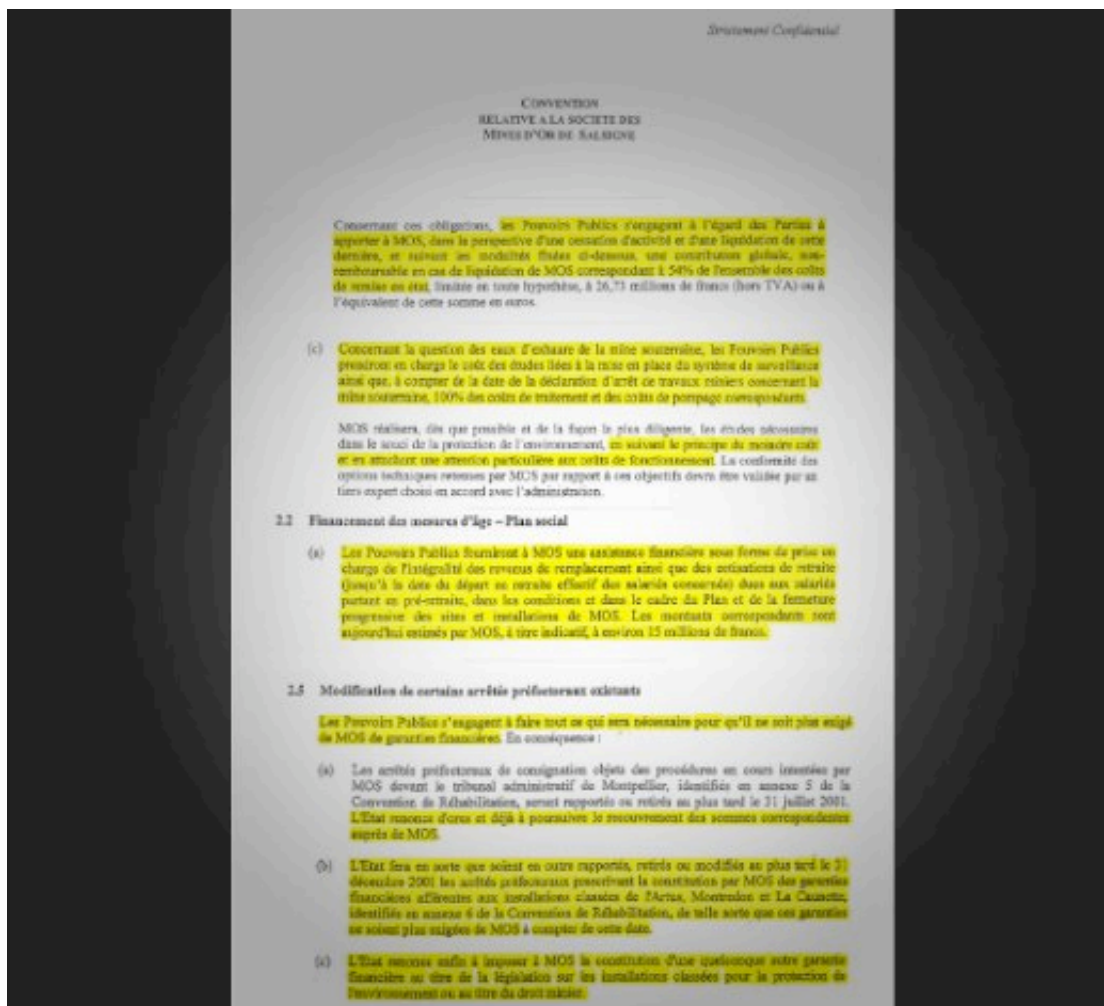 Strictement Confidentiel
CONVENTION
RELATIVE A LA SOCIETE DES
MINES D'OR DE SALSIGNE
Concernant ces obligations, les Pouvoirs Publics s'engagent à l'égard des Parties à
apporter à MOS, dans la perspective d'une cessation d'activité et d'une liquidation de cette
dernière, et suivant les modalités fixées ci-dessous, une contribution globale, non-
remboursable en cas de liquidation de MOS correspondant à 54% de l'ensemble des coûts
de remise en état, limitée en toute hypothèse, à 26,73 millions de francs (hors TVA) ou à
l'équivalent de cette somme en euros.
(c) Concernant la question des eaux d'exhaure de la mine souterraine, les Pouvoirs Publics
prendront en charge le coût des études liées à la mise en place du système de surveillance
ainsi que, à compter de la date de la déclaration d'arrêt de travaux miniers concernant la
mine souterraine, 100% des coûts de traitement et des coûts de pompage correspondants.
MOS réalisera, dès que possible et de la façon la plus diligente, les études nécessaires
dans le souci de la protection de l'environnement, en suivant le principe du moindre coût
et en attachant une attention particulière aux coûts de fonctionnement. La conformité des
options techniques retenues par MOS par rapport à ces objectifs devra être validée par un
tiers expert choisi en accord avec l'administration.
2.2 Financement des mesures d'âge – Plan social
(a) Les Pouvoirs Publics fourniront à MOS une assistance financière sous forme de prise en
charge de l'intégralité des revenus de remplacement ainsi que des cotisations de retraite
(jusqu'à la date du départ en retraite effectif des salariés concernés) dues aux salariés
partant en pré-retraite, dans les conditions et dans le cadre du Plan et de la fermeture
progressive des sites et installations de MOS. Les montants correspondants sont
aujourd'hui estimés par MOS, à titre indicatif, à environ 15 millions de francs.
2.5 Modification de certains arrêtés préfectoraux existants
Les Pouvoirs Publics s'engagent à faire tout ce qui sera nécessaire pour qu'il ne soit plus exigé
de MOS de garanties financières. En conséquence :
(a) Les arrêtés préfectoraux de consignation objets des procédures en cours intentées par
MOS devant le tribunal administratif de Montpellier, identifiés en annexe 5 de la
Convention de Réhabilitation, seront rapportés ou retirés au plus tard le 31 juillet 2001.
L'Etat renonce d'ores et déjà à poursuivre le recouvrement des sommes correspondantes
auprès de MOS.
(b) L'Etat fera en sorte que soient en outre rapportés, retirés ou modifiés au plus tard le 31
décembre 2001 les arrêtés préfectoraux prescrivant la constitution par MOS des garanties
financières afférentes aux installations classées de l'Artus, Montredon et La Caunette,
identifiés en annexe 6 de la Convention de Réhabilitation, de telle sorte que ces garanties
ne soient plus exigées de MOS à compter de cette date.
(c) L'Etat renonce enfin à imposer à MOS la constitution d'une quelconque autre garantie
financière au titre de la législation sur les installations classées pour la protection de
l'environnement ou au titre du droit minier.